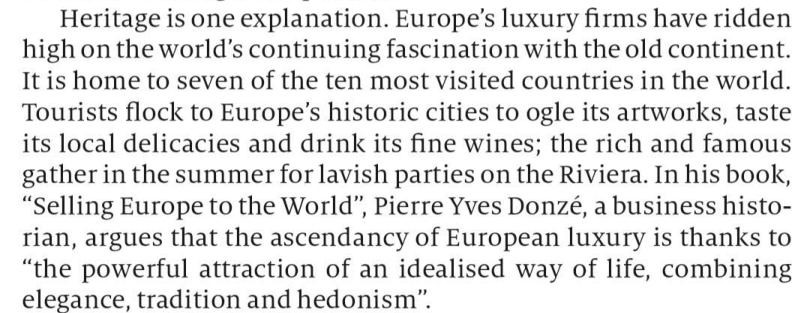 Heritage is one explanation. Europe’s luxury firms have ridden
high on the world’s continuing fascination with the old continent.
It is home to seven of the ten most visited countries in the world.
Tourists flock to Europe’s historic cities to ogle its artworks, taste
its local delicacies and drink its fine wines; the rich and famous
gather in the summer for lavish parties on the Riviera. In his book,
“Selling Europe to the World”, Pierre Yves Donzé, a business histo-
rian, argues that the ascendancy of European luxury is thanks to
“the powerful attraction of an idealised way of life, combining
elegance, tradition and hedonism”.